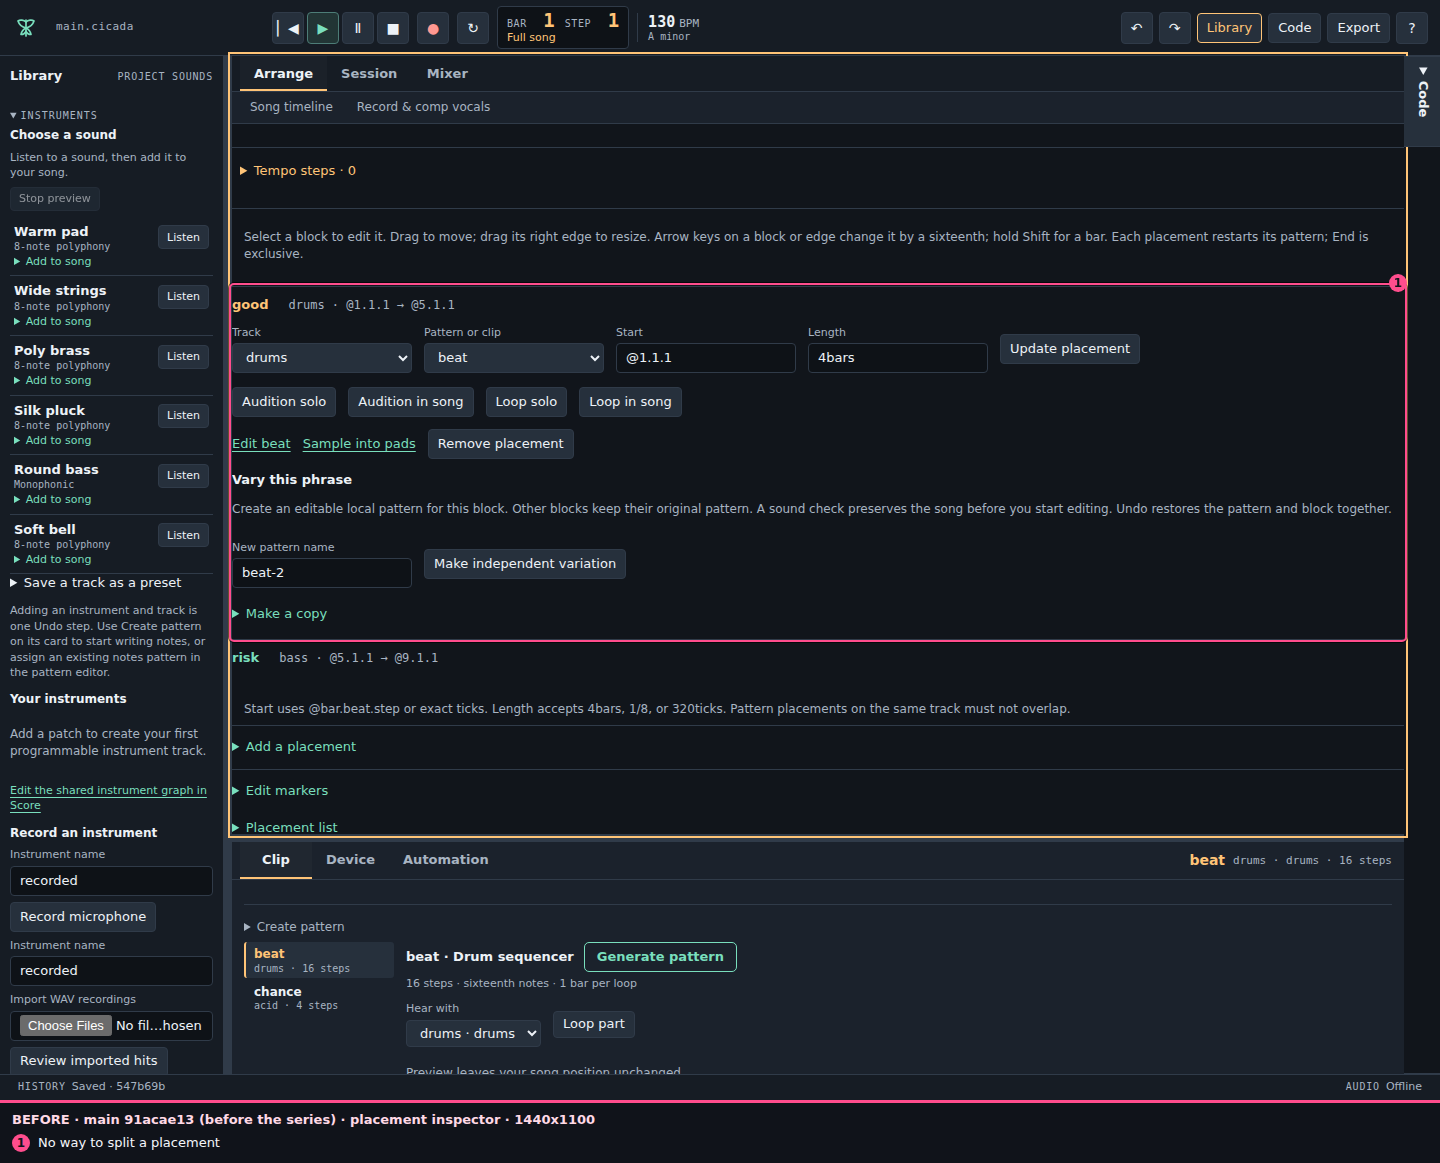 main.cicada
BAR 1 STEP 1
Full song
130 BPM
A minor
Library
Code
Export
?
Library
PROJECT SOUNDS
INSTRUMENTS
Choose a sound
Listen to a sound, then add it to
your song.
Stop preview
Warm pad
8-note polyphony
Add to song
Listen
Wide strings
8-note polyphony
Add to song
Listen
Poly brass
8-note polyphony
Add to song
Listen
Silk pluck
8-note polyphony
Add to song
Listen
Round bass
Monophonic
Add to song
Listen
Soft bell
8-note polyphony
Add to song
Listen
Save a track as a preset
Adding an instrument and track is
one Undo step. Use Create pattern
on its card to start writing notes, or
assign an existing notes pattern in
the pattern editor.
Your instruments
Add a patch to create your first
programmable instrument track.
Edit the shared instrument graph in
Score
Record an instrument
Instrument name
recorded
Record microphone
Instrument name
recorded
Import WAV recordings
Choose Files No fil...hosen
Review imported hits
Arrange
Session
Mixer
Song timeline
Record & comp vocals
Tempo steps · 0
Select a block to edit it. Drag to move; drag its right edge to resize. Arrow keys on a block or edge change it by a sixteenth; hold Shift for a bar. Each placement restarts its pattern; End is
exclusive.
1
good drums · @1.1.1 → @5.1.1
Track
Pattern or clip
Start
Length
drums
beat
@1.1.1
4bars
Update placement
Audition solo
Audition in song
Loop solo
Loop in song
Edit beat
Sample into pads
Remove placement
Vary this phrase
Create an editable local pattern for this block. Other blocks keep their original pattern. A sound check preserves the song before you start editing. Undo restores the pattern and block together.
New pattern name
beat-2
Make independent variation
Make a copy
risk bass · @5.1.1 → @9.1.1
Start uses @bar.beat.step or exact ticks. Length accepts 4bars, 1/8, or 320ticks. Pattern placements on the same track must not overlap.
Add a placement
Edit markers
Placement list
Code
Clip
Device
Automation
beat drums · drums · 16 steps
Create pattern
beat
drums · 16 steps
chance
acid · 4 steps
beat · Drum sequencer
Generate pattern
16 steps · sixteenth notes · 1 bar per loop
Hear with
drums · drums
Loop part
Preview leaves your song position unchanged
HISTORY Saved · 547b69b
AUDIO Offline
BEFORE · main 91acae13 (before the series) · placement inspector · 1440x1100
1 No way to split a placement